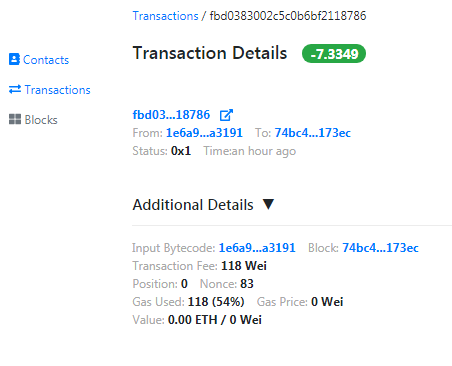 Transactions / fbd0383002c5c0b6bf2118786
Transaction Details -7.3349
Contacts
Transactions
Blocks
fbd03...18786
From: 1e6a9...a3191 To: 74bc4...173ec
Status: 0x1 Time:an hour ago
Additional Details ▼
Input Bytecode: 1e6a9...a3191 Block: 74bc4...173ec
Transaction Fee: 118 Wei
Position: 0 Nonce: 83
Gas Used: 118 (54%) Gas Price: 0 Wei
Value: 0.00 ETH / 0 Wei